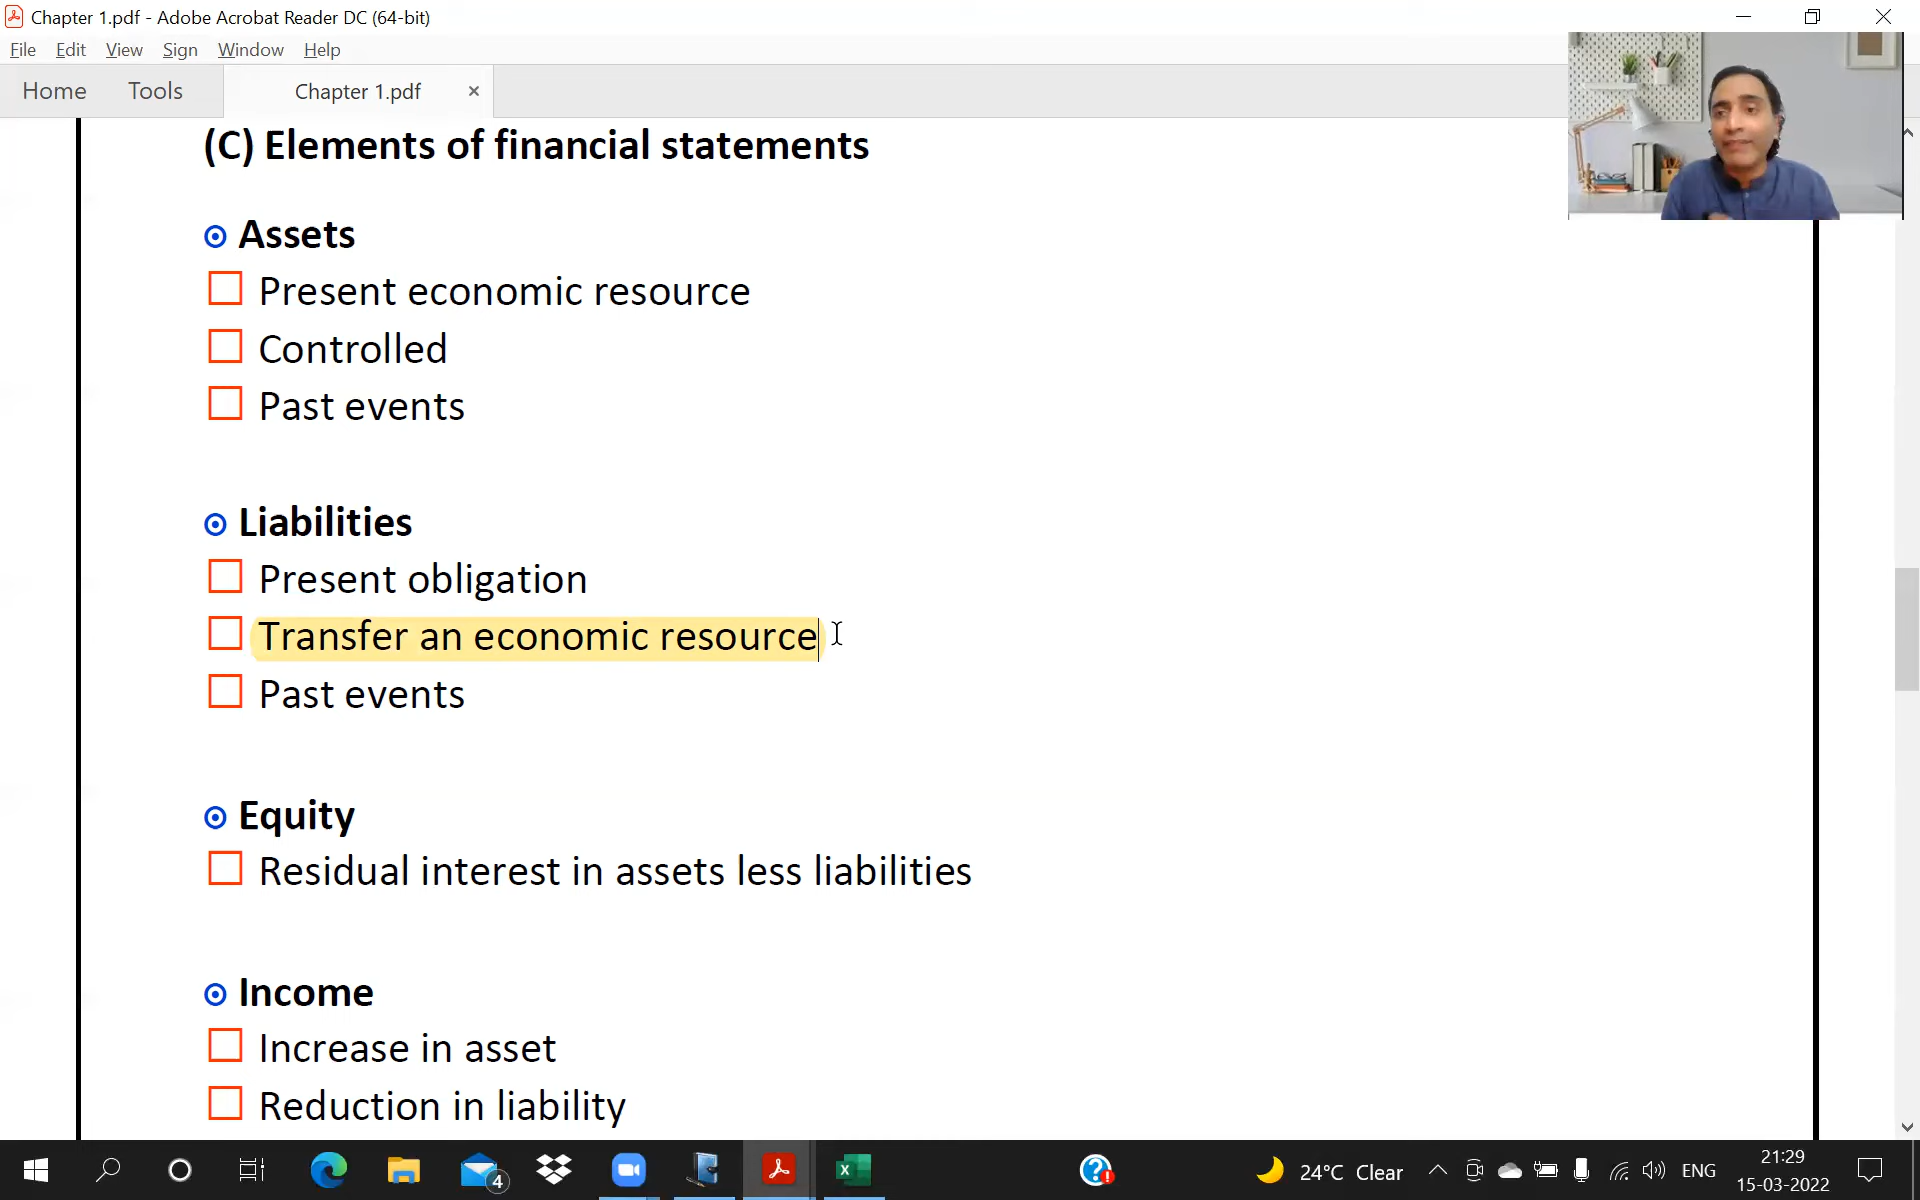 Chapter 1.pdf - Adobe Acrobat Reader DC (64-bit)
File Edit View Sign Window Help
Home Tools Chapter 1.pdf ×
(C) Elements of financial statements
Assets
Present economic resource
Controlled
Past events
Liabilities
Present obligation
Transfer an economic resource
Past events
Equity
Residual interest in assets less liabilities
Income
Increase in asset
Reduction in liability
4
24°C Clear
ENG
21:29
15-03-2022